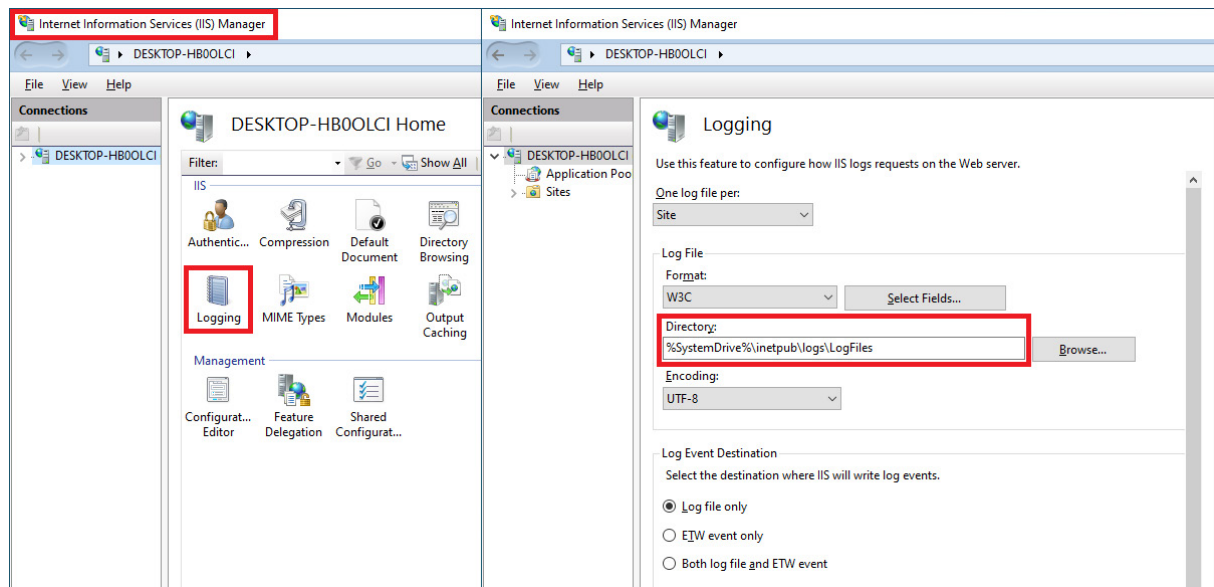 Internet Information Services (IIS) Manager
DESKTOP-HB0OLCI
File View Help
Connections
DESKTOP-HB0OLCI
DESKTOP-HB0OLCI Home
Filter: Go Show All
IIS
Authentic... Compression Default Document Directory Browsing
Logging MIME Types Modules Output Caching
Management
Configurat... Editor Feature Delegation Shared Configurat...
Internet Information Services (IIS) Manager
DESKTOP-HB0OLCI
File View Help
Connections
DESKTOP-HB0OLCI
Application Poo
Sites
Logging
Use this feature to configure how IIS logs requests on the Web server.
One log file per:
Site
Log File
Format:
W3C Select Fields...
Directory:
%SystemDrive%\inetpub\logs\LogFiles Browse...
Encoding:
UTF-8
Log Event Destination
Select the destination where IIS will write log events.
Log file only
ETW event only
Both log file and ETW event